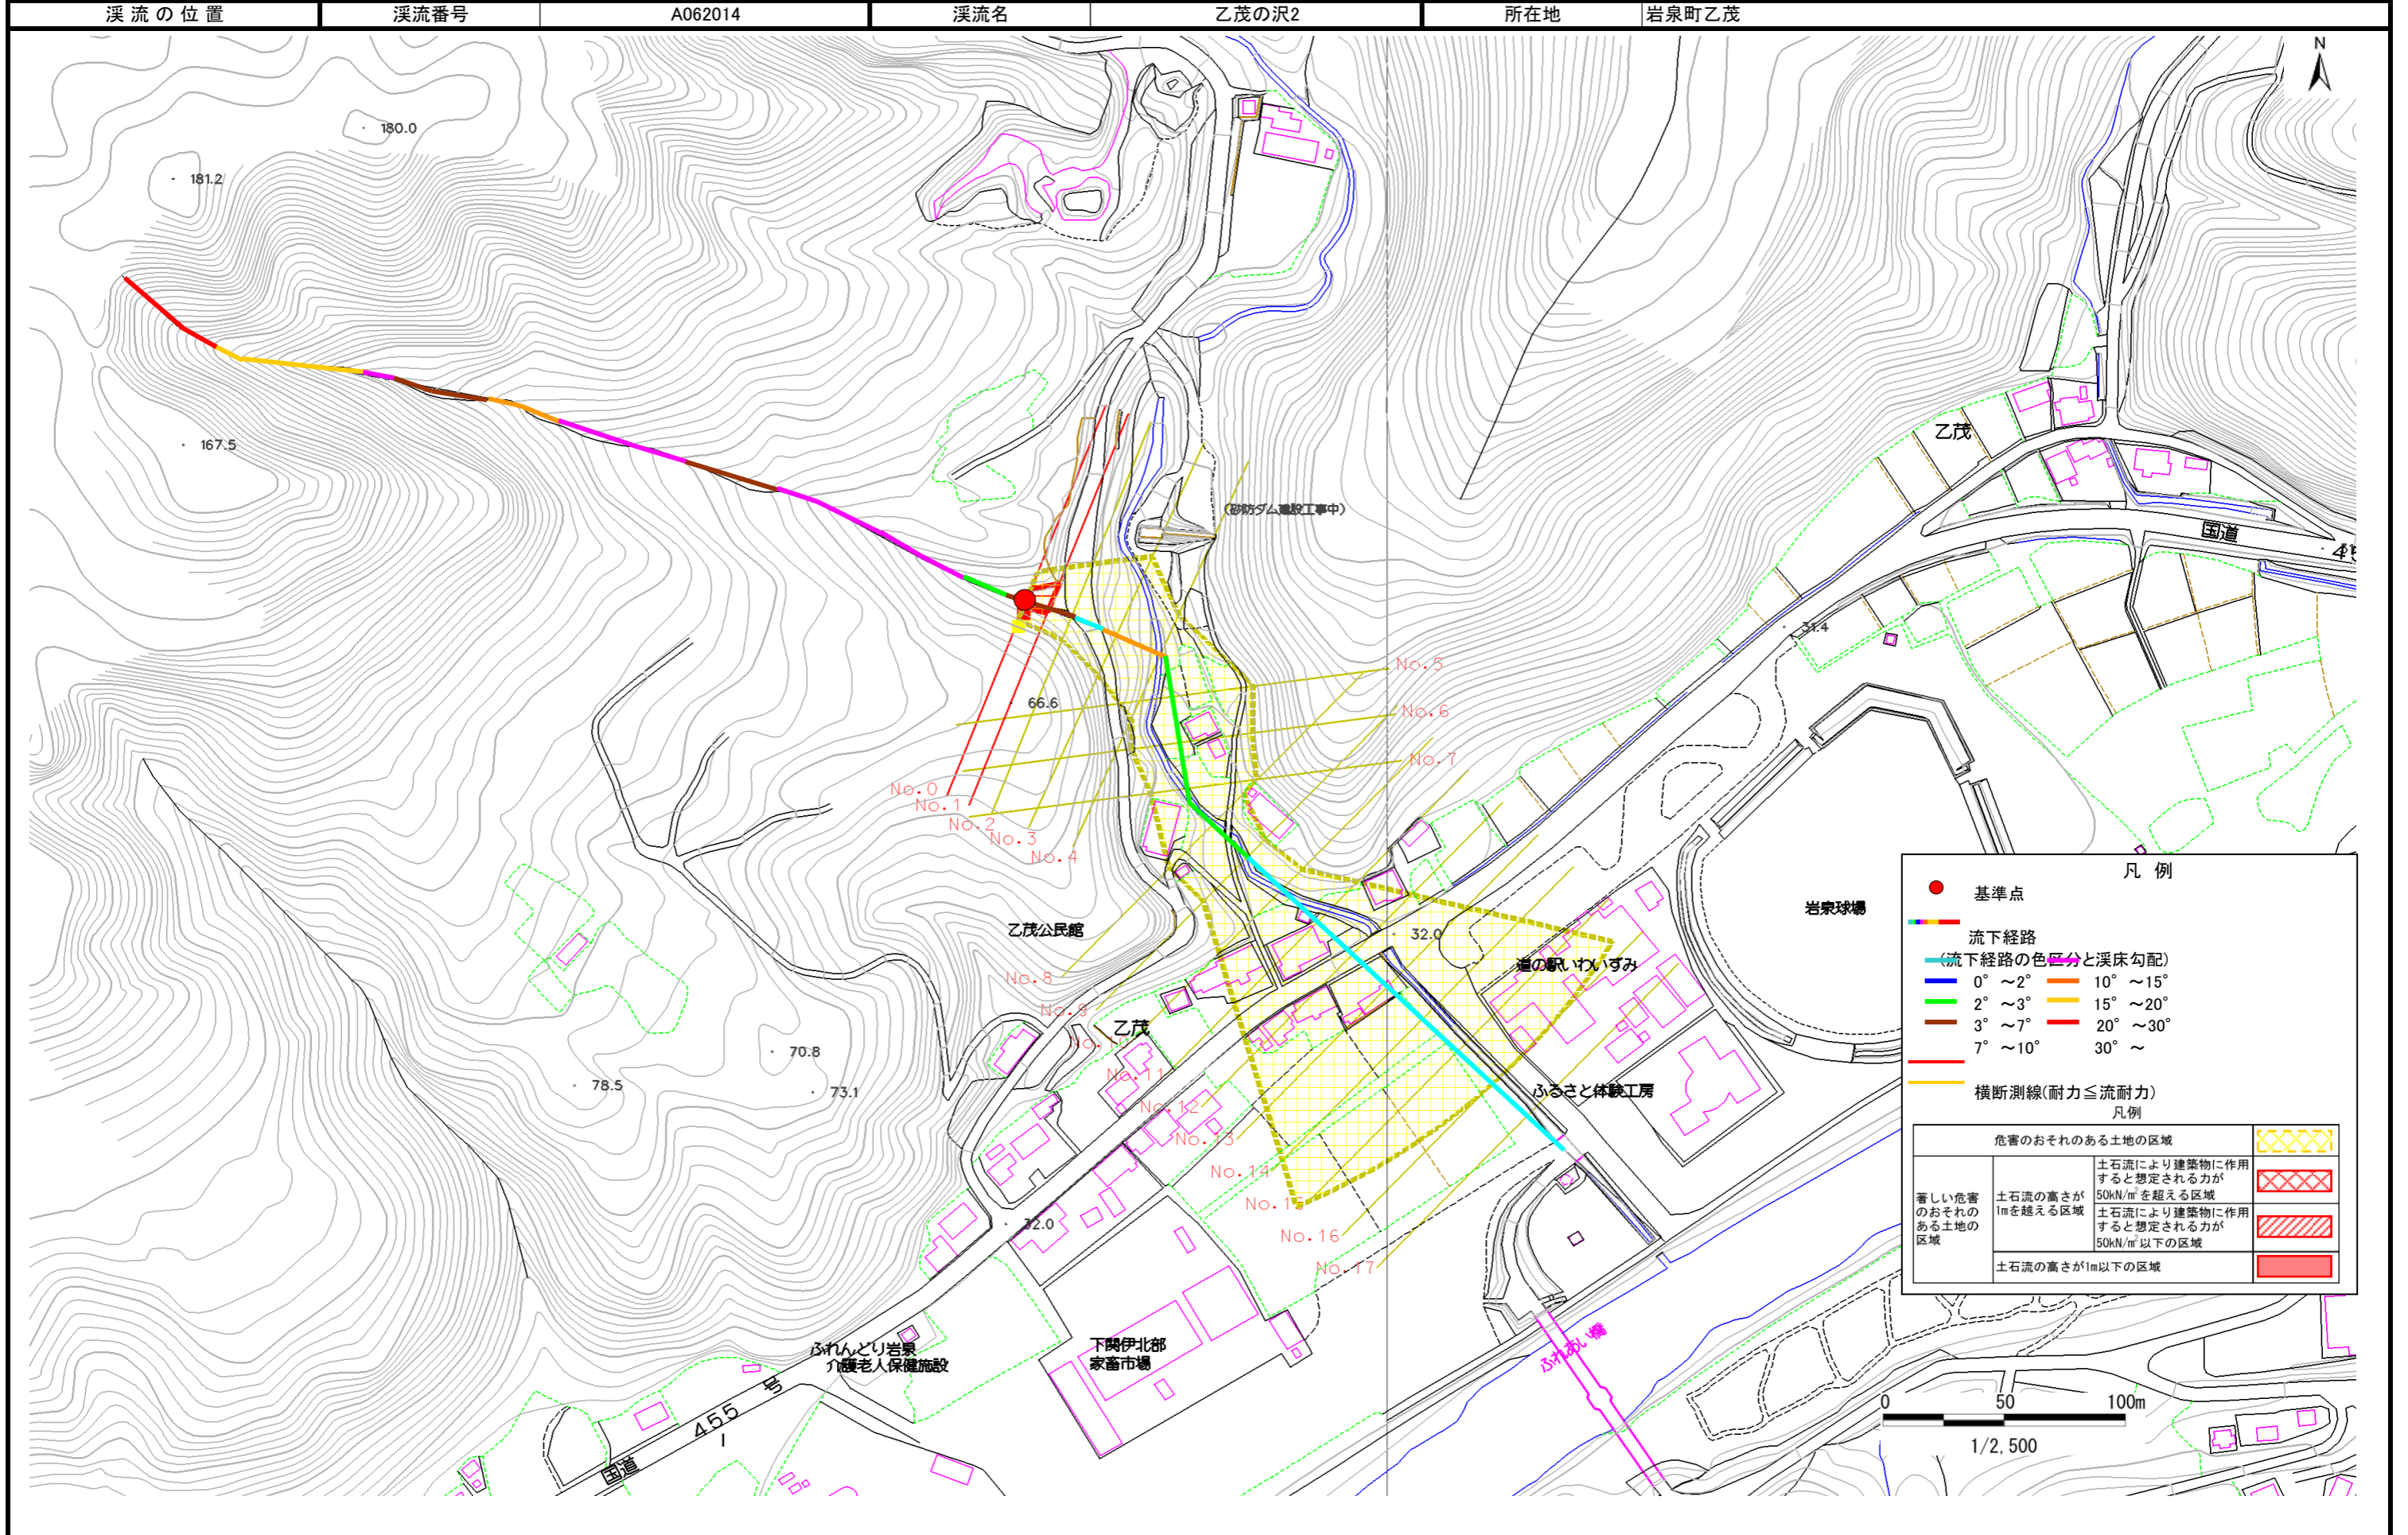 渓流の位置 渓流番号 A062014 渓流名 乙茂の沢2 所在地 岩泉町乙茂
N
180.0
181.2
167.5
(砂防ダム建設工事中)
乙茂
国道
31.4
66.6
No.5
No.6
No.7
No.0
No.1
No.2
No.3
No.4
乙茂公民館
32.0
道の駅いわいずみ
岩泉球場
No.8
No.9
No.10
乙茂
No.11
No.12
No.13
No.14
No.15
No.16
No.17
70.8
78.5
73.1
ふるさと体験工房
32.0
ふれんどり岩泉
介護老人保健施設
下閉伊北部
家畜市場
ふれあい橋
国道
455
号
凡例
基準点
流下経路
(流下経路の色区分と渓床勾配)
0°～2° 10°～15°
2°～3° 15°～20°
3°～7° 20°～30°
7°～10° 30°～
横断測線(耐力≦流耐力)
凡例
危害のおそれのある土地の区域
著しい危害
のおそれの
ある土地の
区域
土石流の高さが
1mを越える区域
土石流により建築物に作用
すると想定される力が
50kN/㎡を超える区域
土石流により建築物に作用
すると想定される力が
50kN/㎡以下の区域
土石流の高さが1m以下の区域
0 50 100m
1/2,500